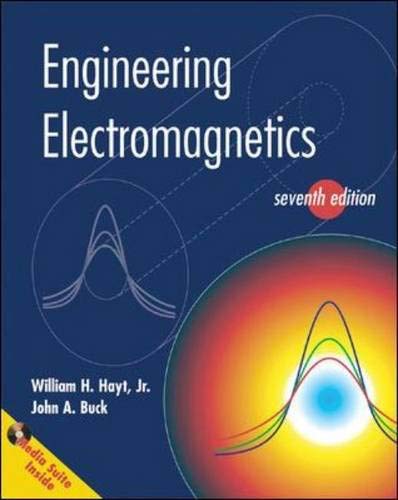 Engineering
Electromagnetics
seventh edition
William H. Hayt, Jr.
John A. Buck
Media Suite
Inside